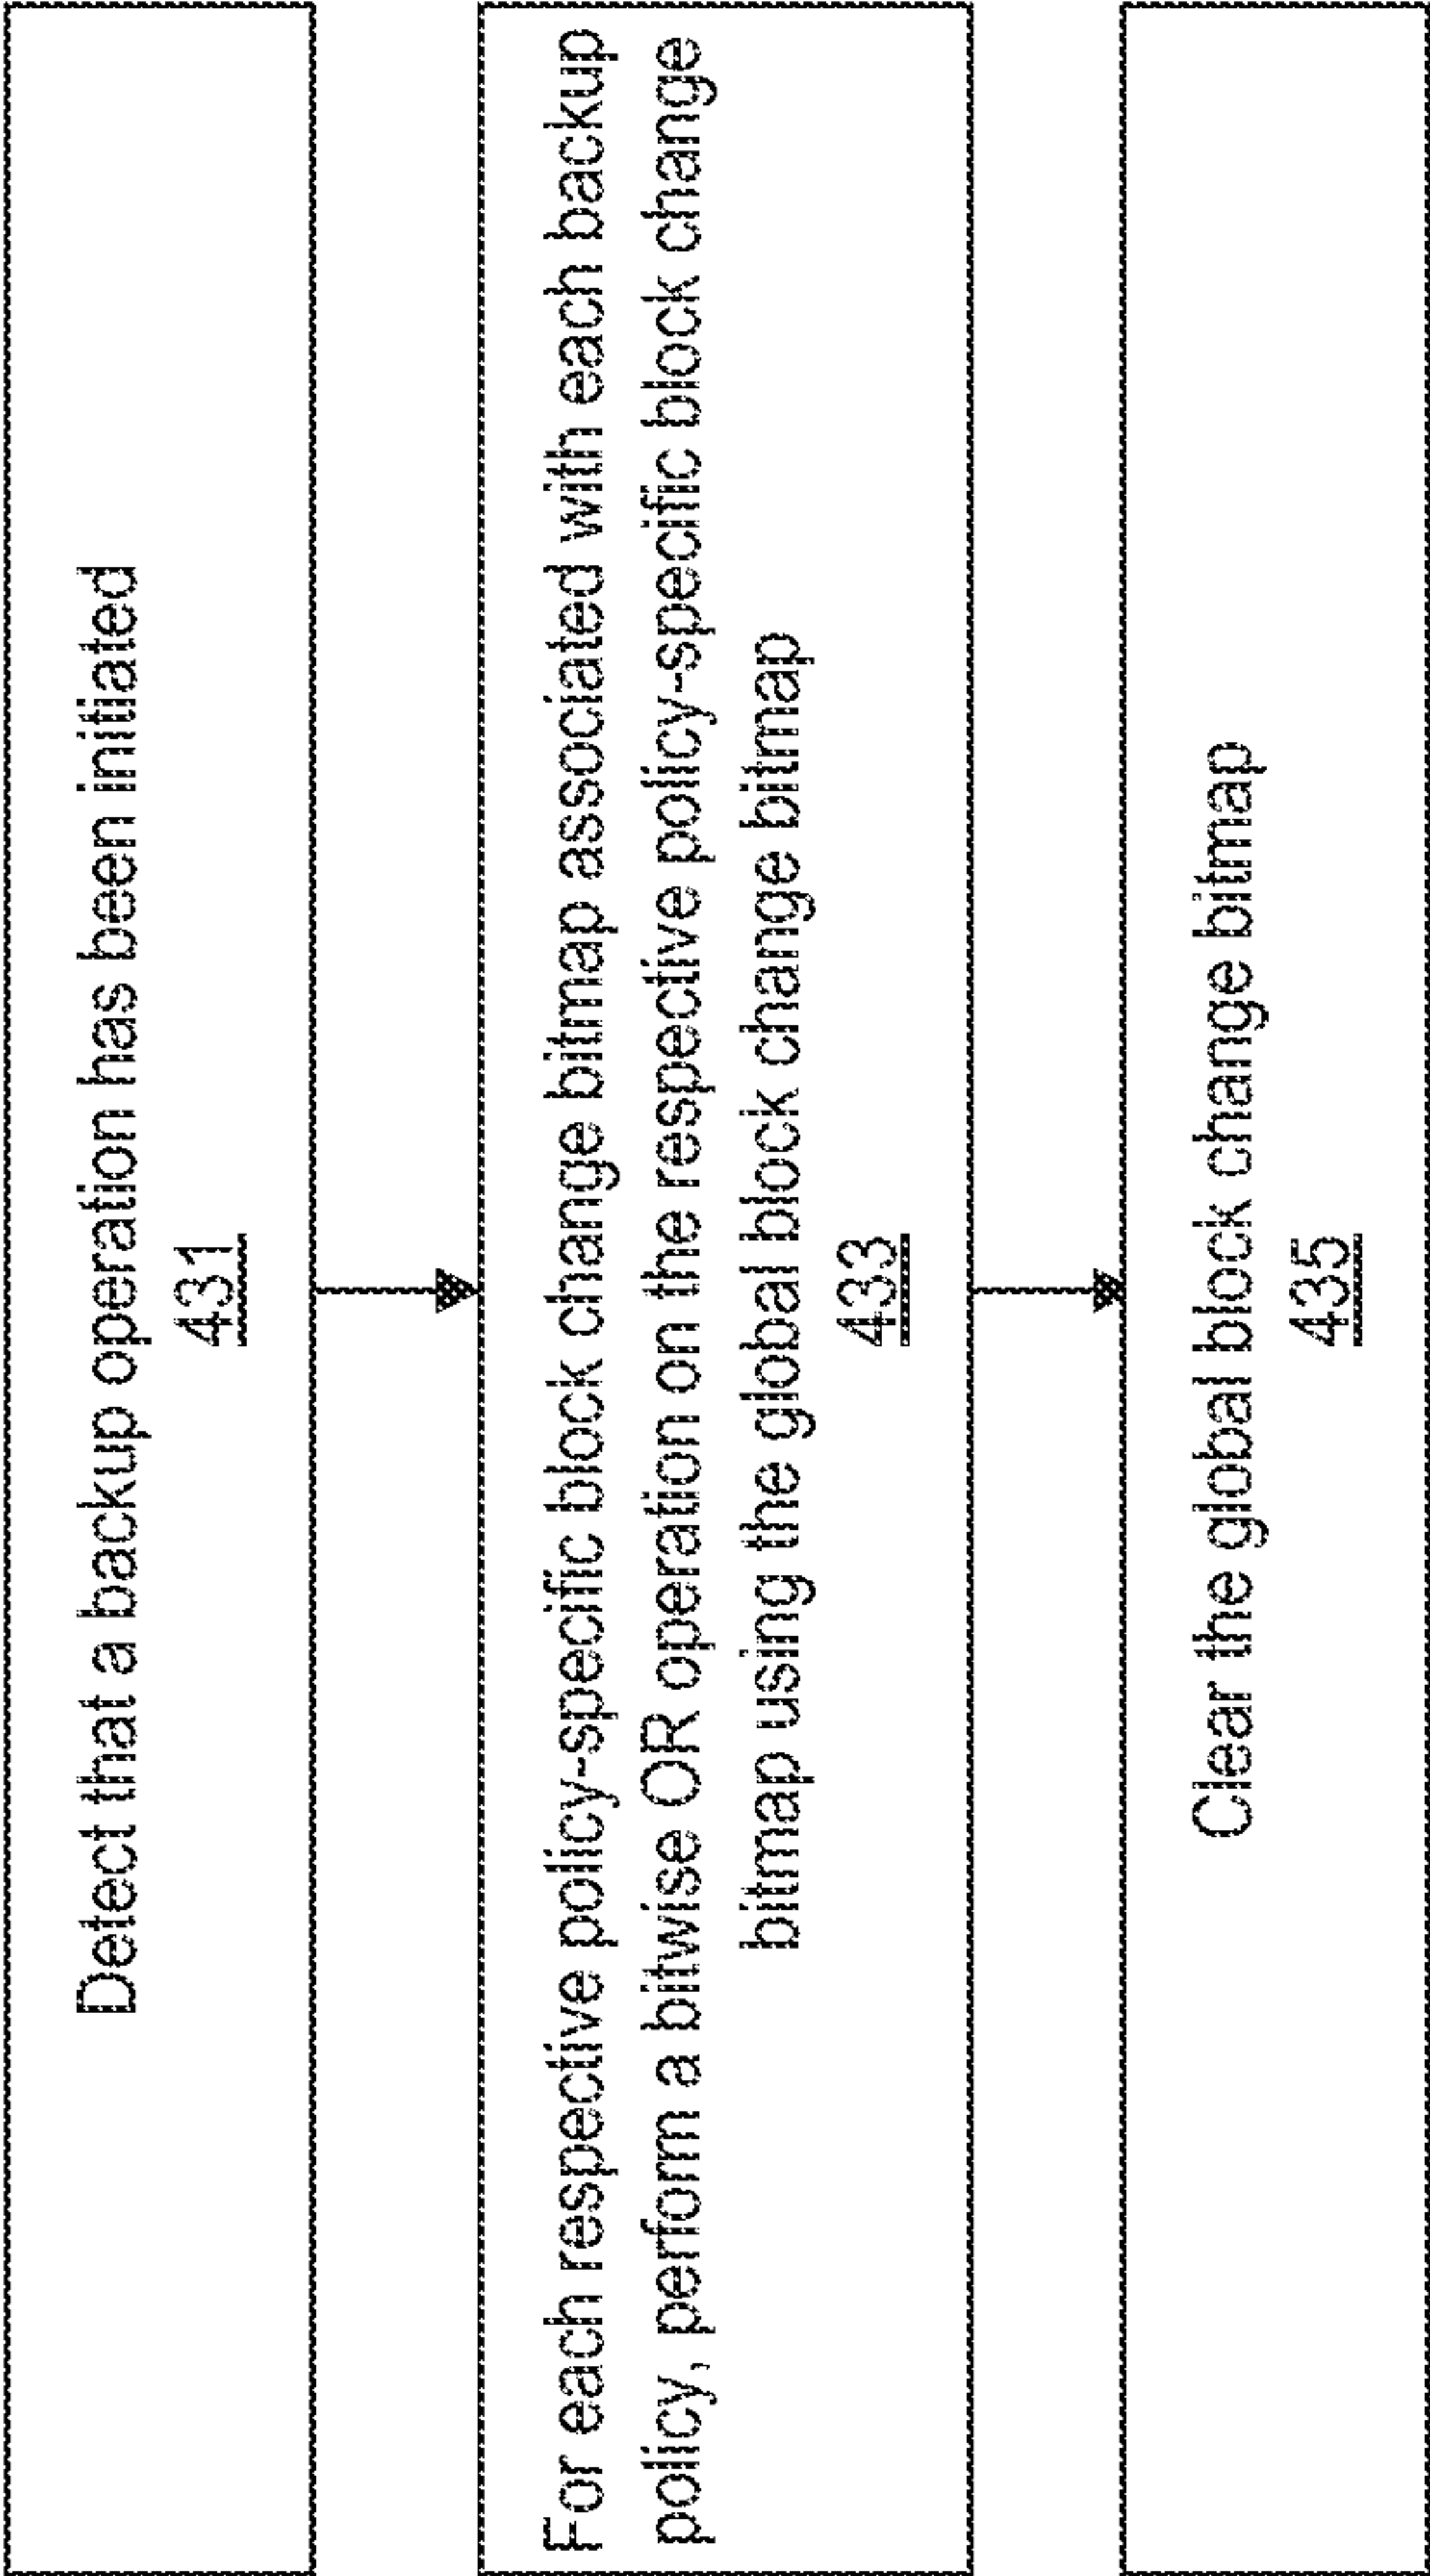 Detect that a backup operation has been initiated
431
For each respective policy-specific block change bitmap associated with each backup
policy, perform a bitwise OR operation on the respective policy-specific block change
bitmap using the global block change bitmap
433
Clear the global block change bitmap
435